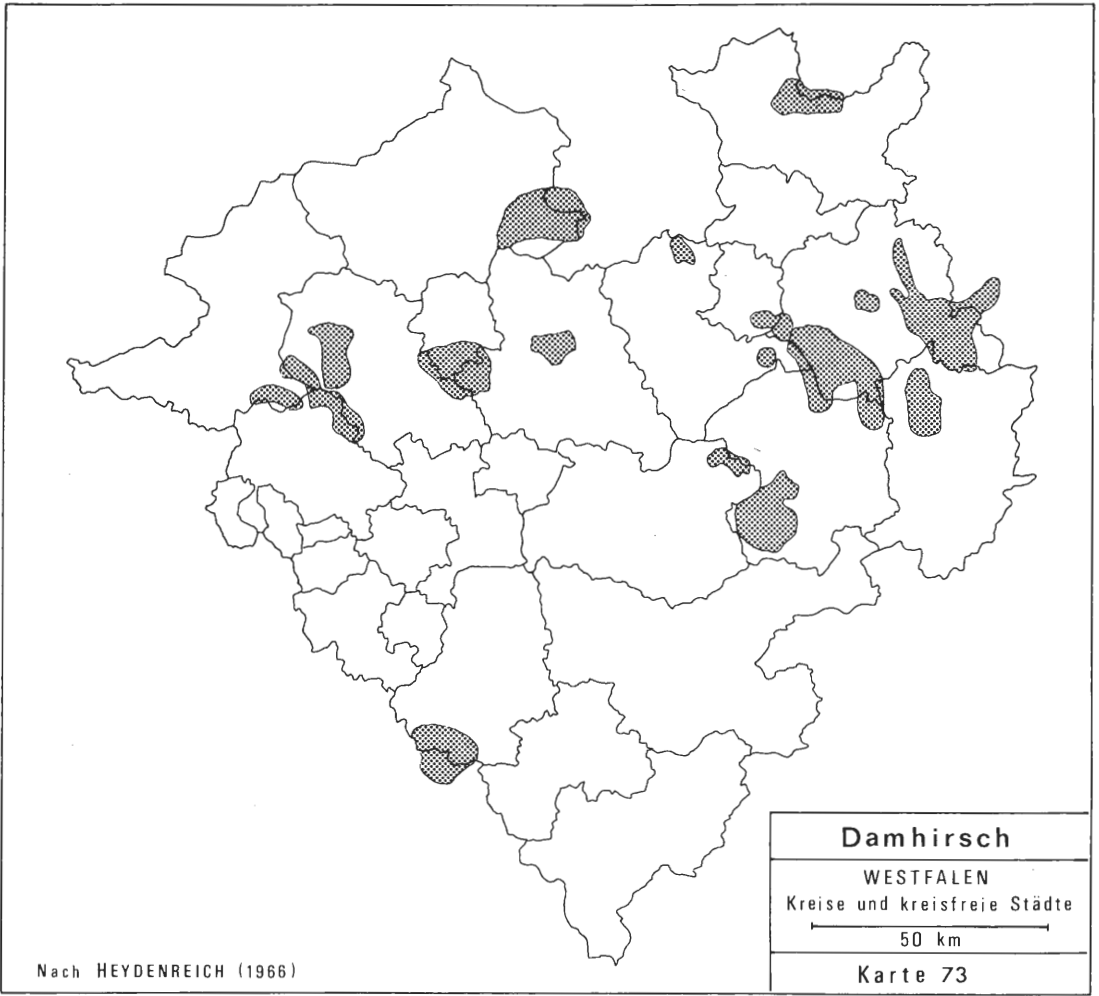 Damhirsch
WESTFALEN
Kreise und kreisfreie Städte
50 km
Karte 73
Nach HEYDENREICH (1966)